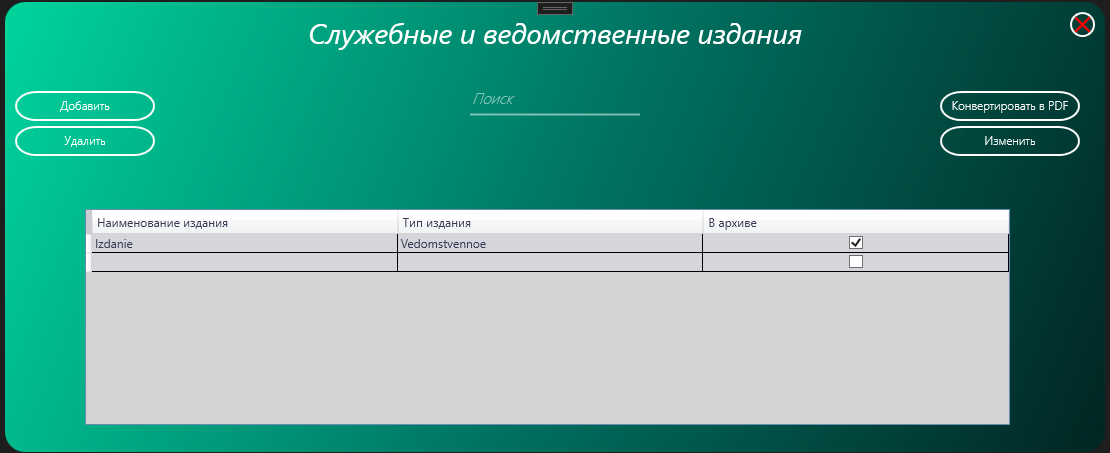 Служебные и ведомственные издания
Добавить
Поиск
Конвертировать в PDF
Удалить
Изменить
Наименование издания Тип издания В архиве
Izdanie Vedomstvennoe